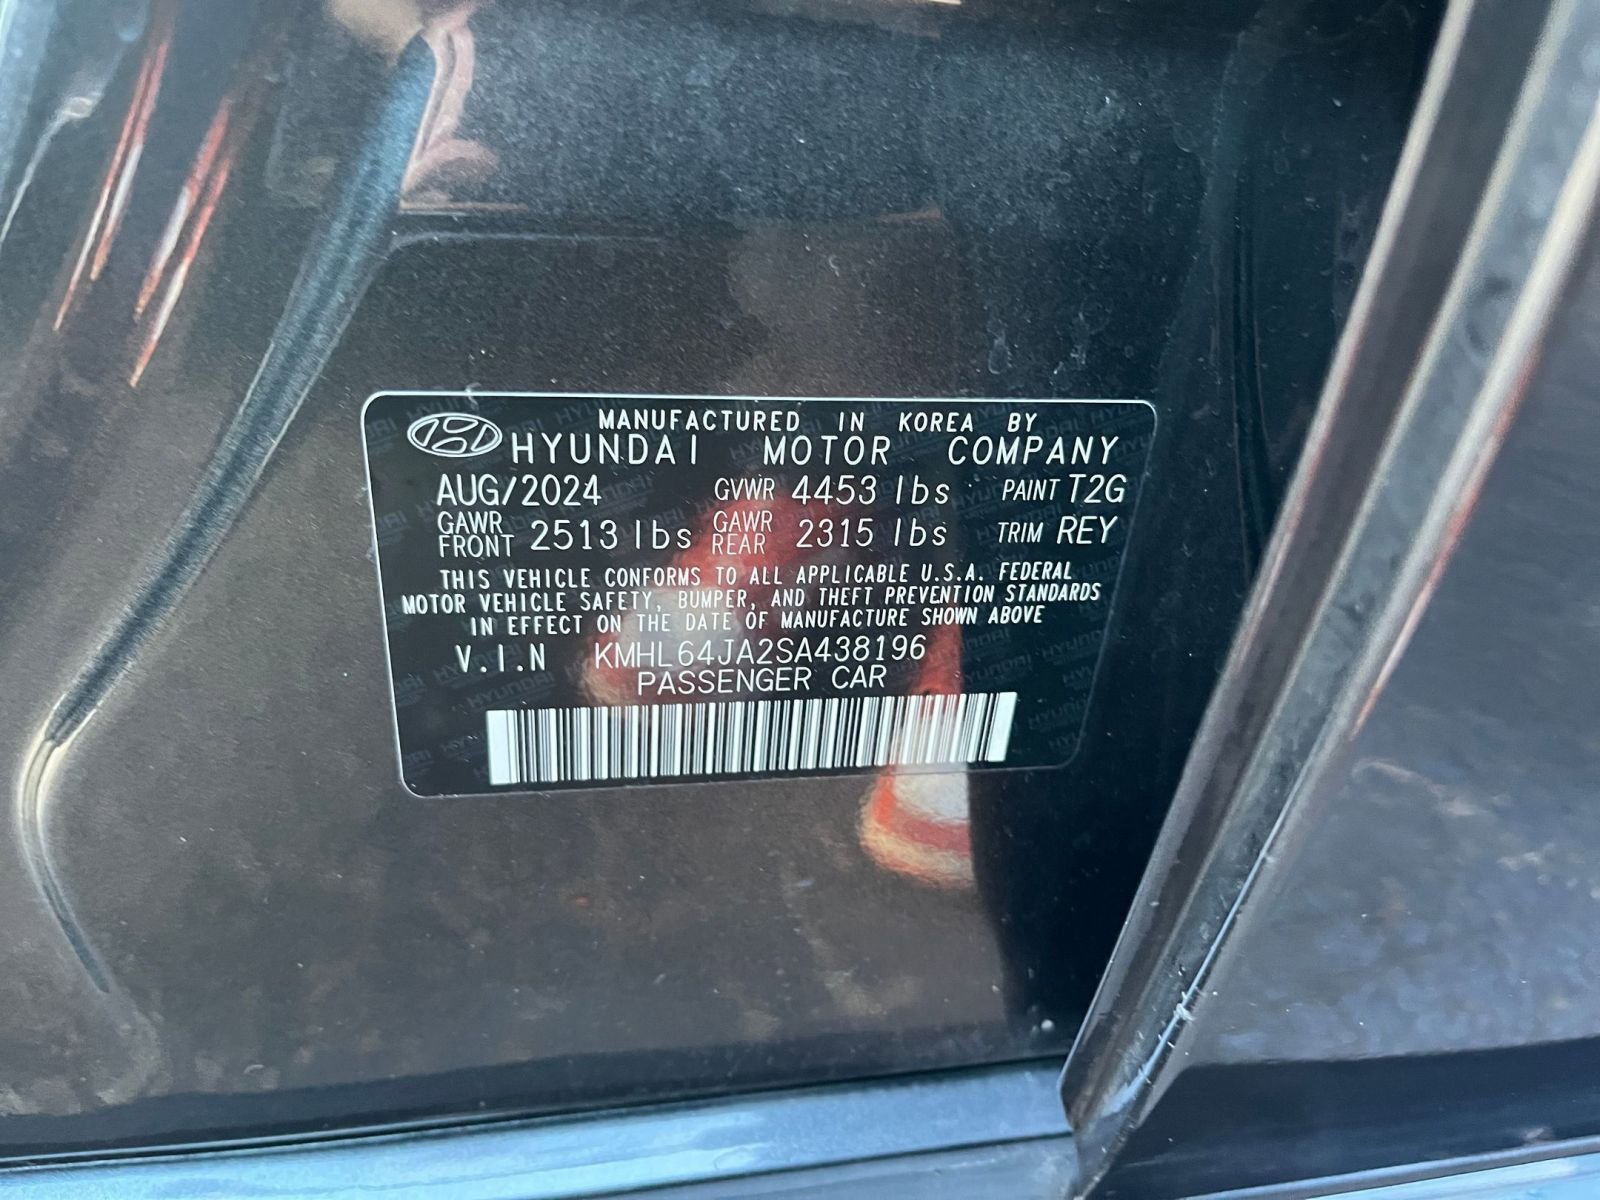 MANUFACTURED IN KOREA BY
HYUNDAI MOTOR COMPANY
AUG/2024 GVWR 4453 lbs PAINT T2G
GAWR FRONT 2513 lbs GAWR REAR 2315 lbs TRIM REY
THIS VEHICLE CONFORMS TO ALL APPLICABLE U.S.A. FEDERAL
MOTOR VEHICLE SAFETY, BUMPER, AND THEFT PREVENTION STANDARDS
IN EFFECT ON THE DATE OF MANUFACTURE SHOWN ABOVE
V.I.N KMHL64JA2SA438196
PASSENGER CAR